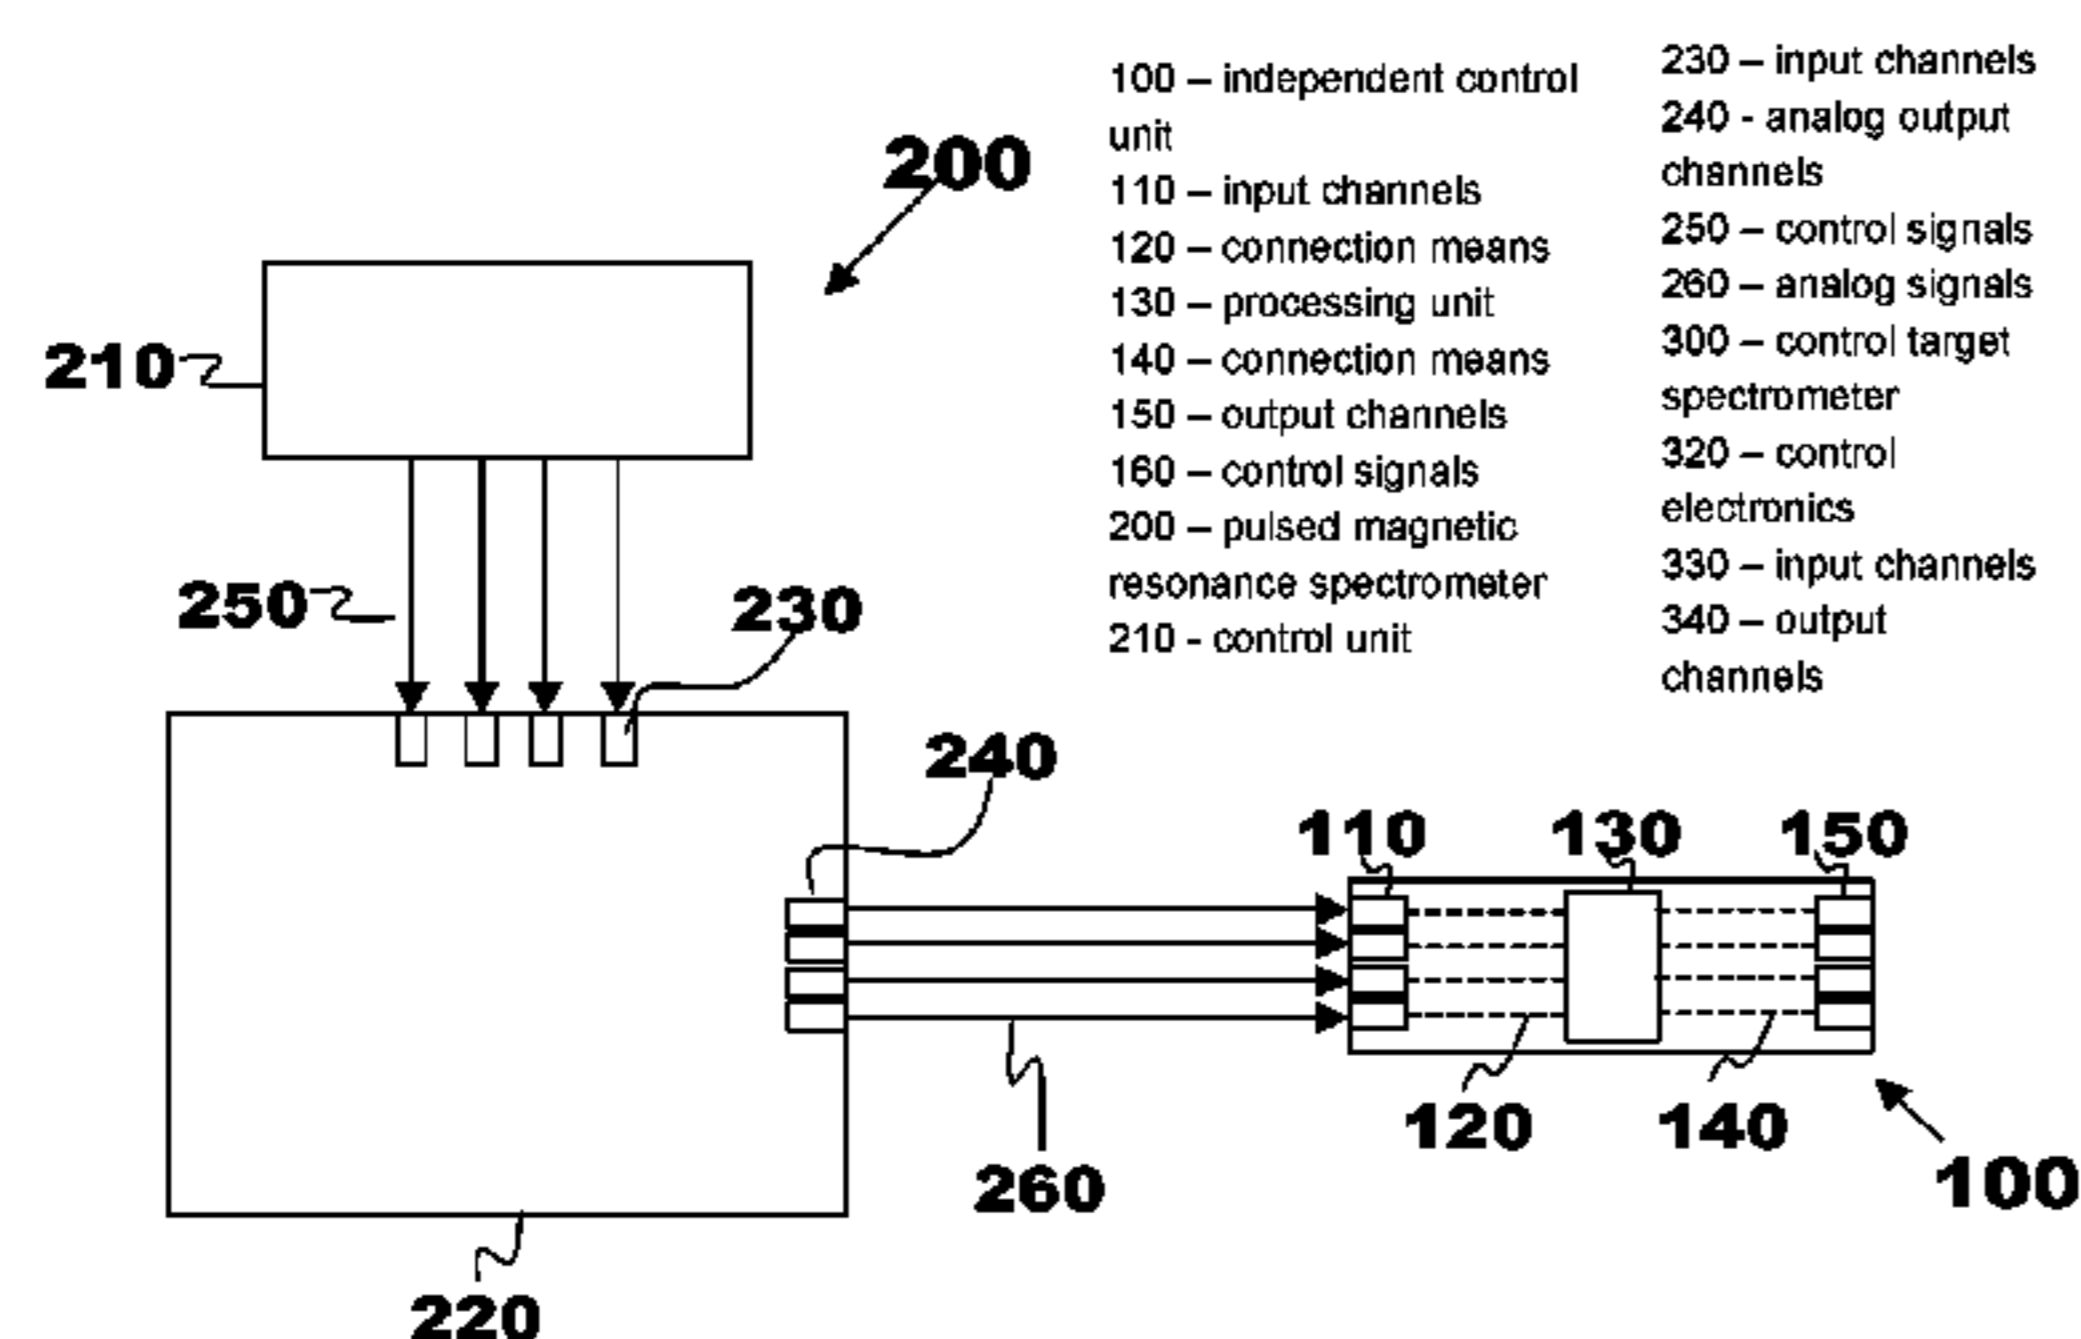 200
100 – independent control
unit
110 – input channels
120 – connection means
130 – processing unit
140 – connection means
150 – output channels
160 – control signals
200 – pulsed magnetic
resonance spectrometer
210 - control unit
230 – input channels
240 - analog output
channels
250 – control signals
260 – analog signals
300 – control target
spectrometer
320 – control
electronics
330 – input channels
340 – output
channels
210
250
230
240
110
130
150
120
140
100
260
220